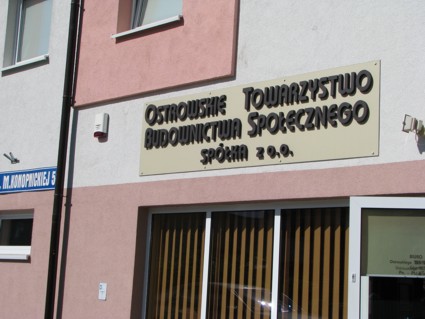 OSTROWSKIE TOWARZYSTWO
BUDOWNICTWA SPOŁECZNEGO
SPÓŁKA z o.o.
M.KONOPNICKIEJ 5